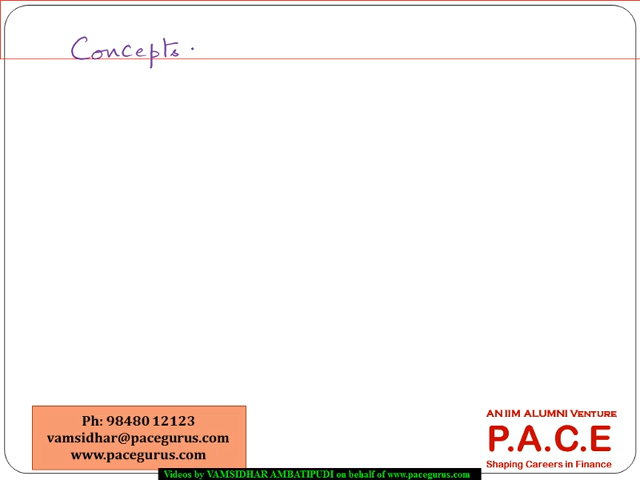 Concepts.
Ph: 98480 12123
vamsidhar@pacegurus.com
www.pacegurus.com
AN IIM ALUMNI VENTURE
P.A.C.E
Shaping Careers in Finance
Videos by VAMSIDHAR AMBATIPUDI on behalf of www.pacegurus.com